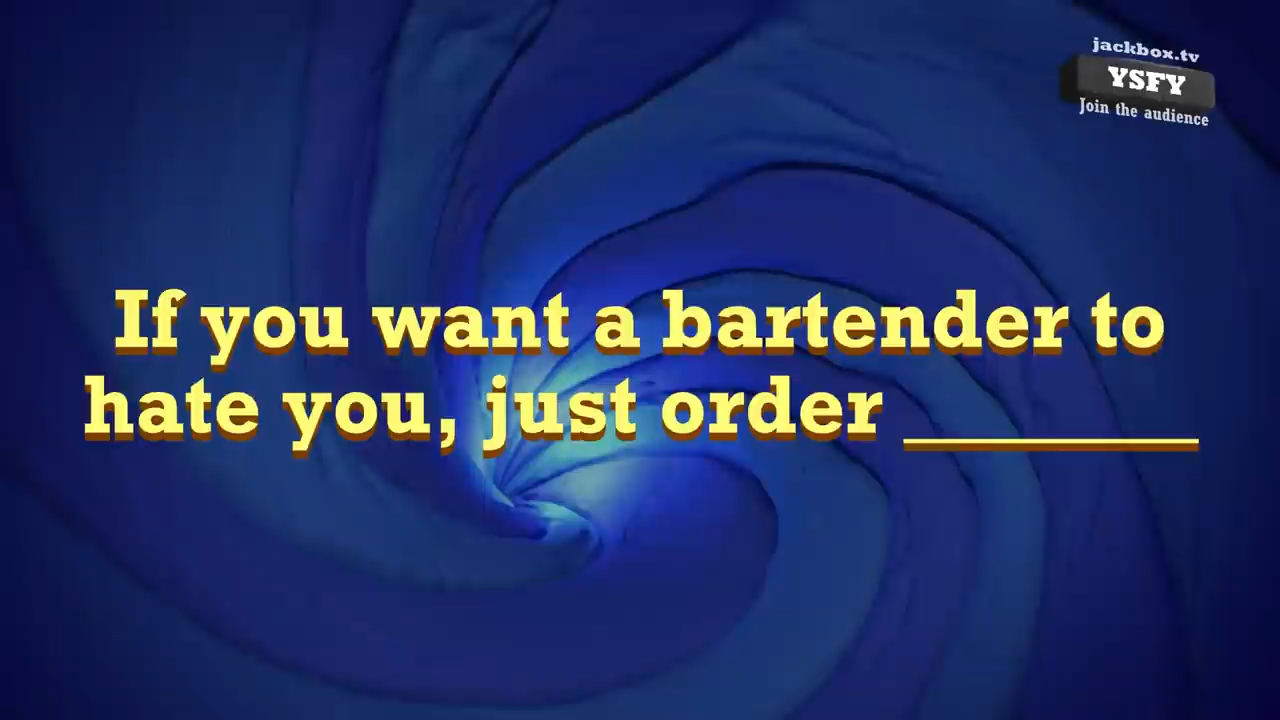 jackbox.tv
YSFY
Join the audience
If you want a bartender to
hate you, just order ________